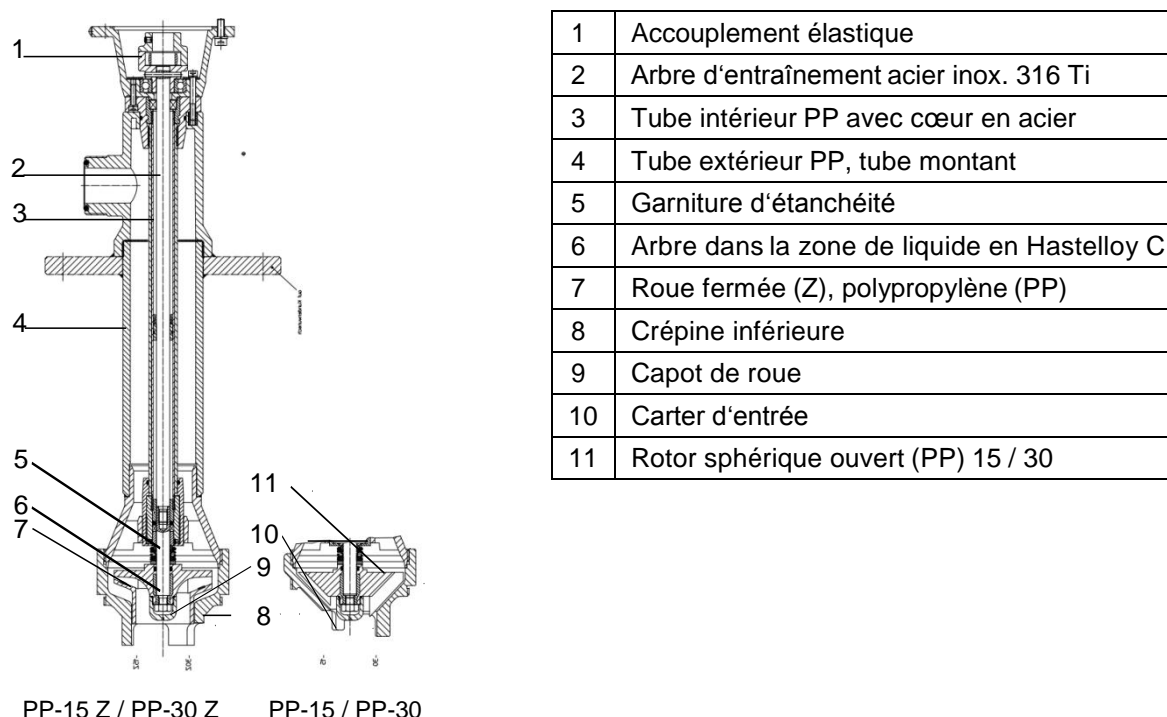 1
2
3
4
5
6
7
11
10
9
8
PP-15 Z / PP-30 Z
PP-15 / PP-30
1 Accouplement élastique
2 Arbre d‘entraînement acier inox. 316 Ti
3 Tube intérieur PP avec cœur en acier
4 Tube extérieur PP, tube montant
5 Garniture d‘étanchéité
6 Arbre dans la zone de liquide en Hastelloy C
7 Roue fermée (Z), polypropylène (PP)
8 Crépine inférieure
9 Capot de roue
10 Carter d‘entrée
11 Rotor sphérique ouvert (PP) 15 / 30